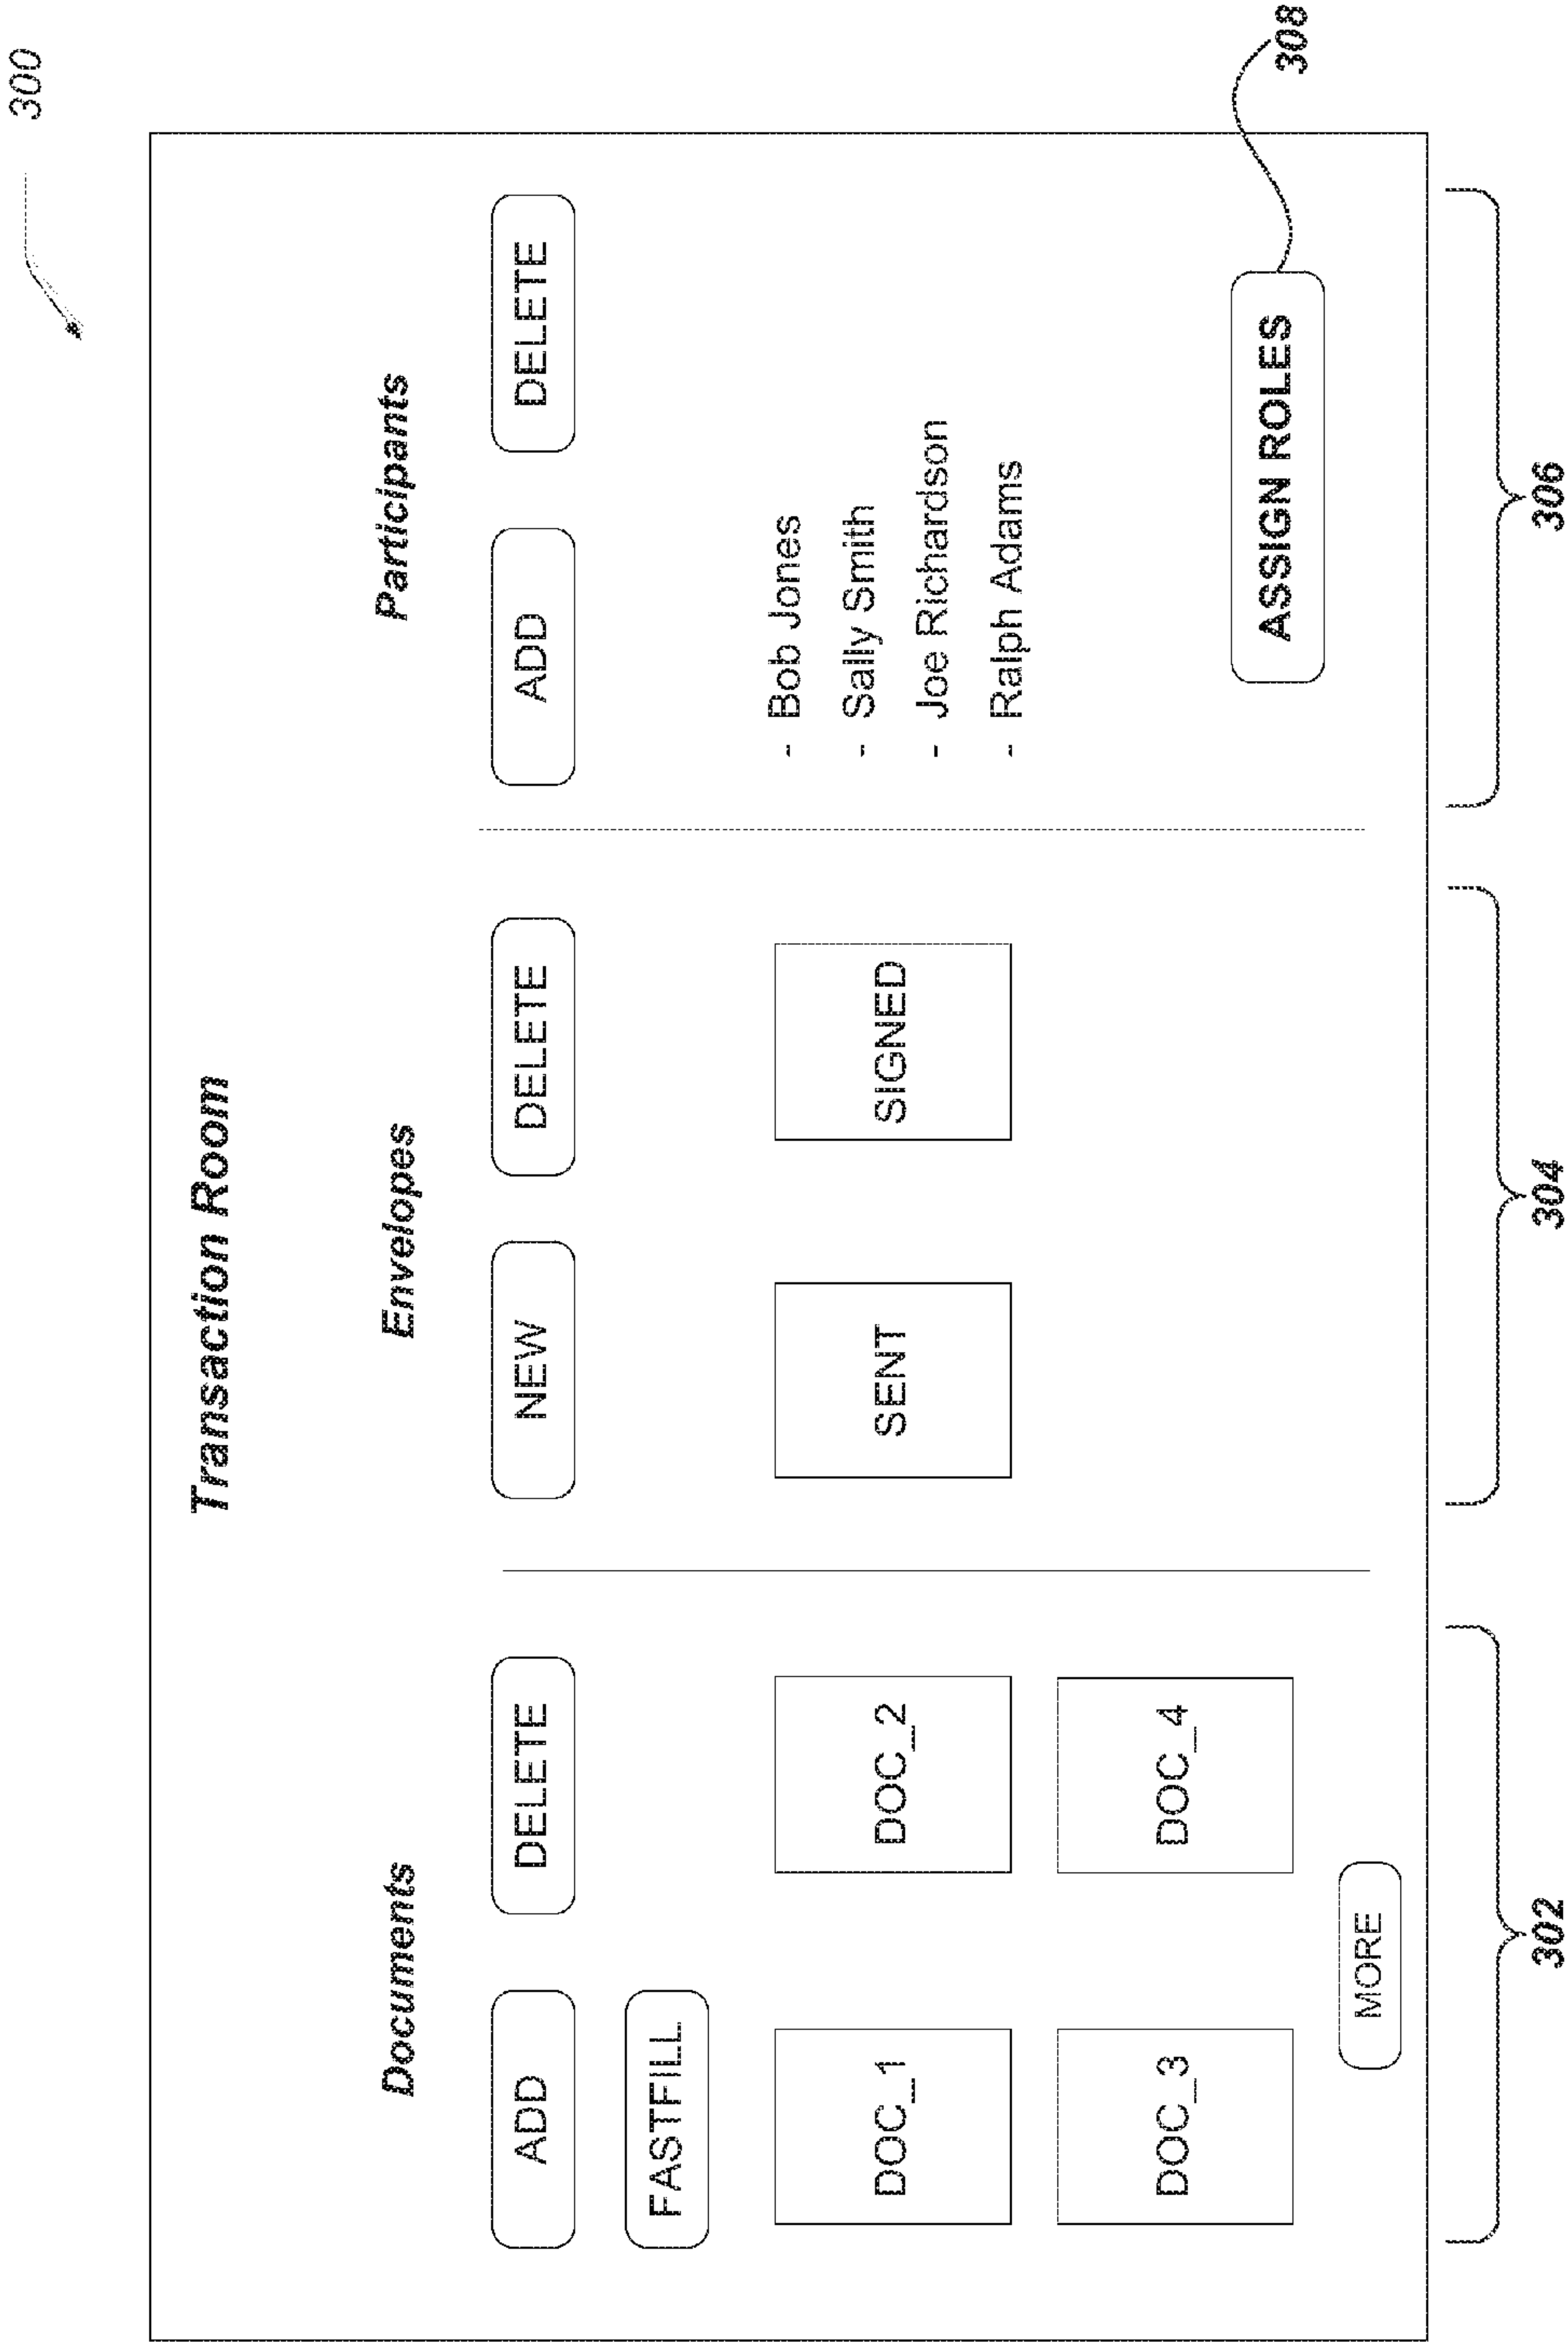 300
Transaction Room
Documents
ADD
DELETE
FASTFILL
DOC_1
DOC_2
DOC_3
DOC_4
MORE
302
Envelopes
NEW
DELETE
SENT
SIGNED
304
Participants
ADD
DELETE
- Bob Jones
- Sally Smith
- Joe Richardson
- Ralph Adams
ASSIGN ROLES
308
306